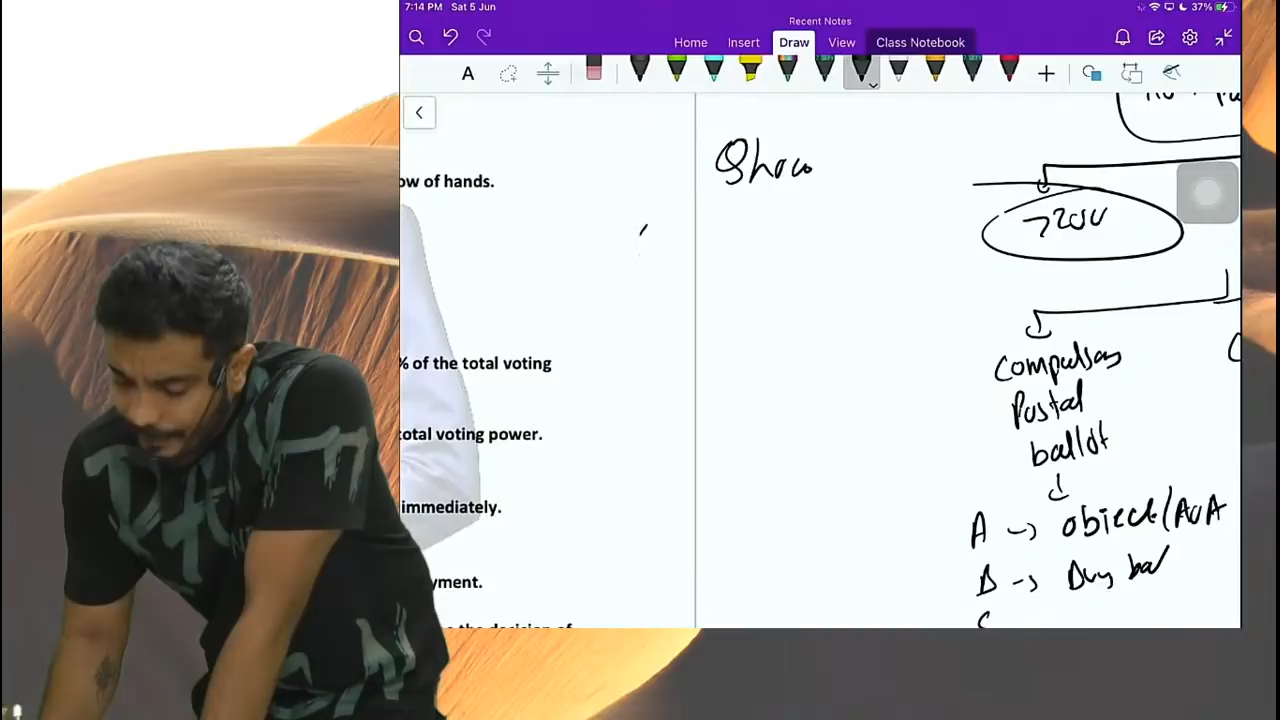 7:14 PM Sat 5 Jun
37%
Recent Notes
Home Insert Draw View Class Notebook
A
ow of hands.
% of the total voting
total voting power.
immediately.
yment.
Show
>200
Compulsory
Postal
ballot
A → object/AOA
B → Buy back
C